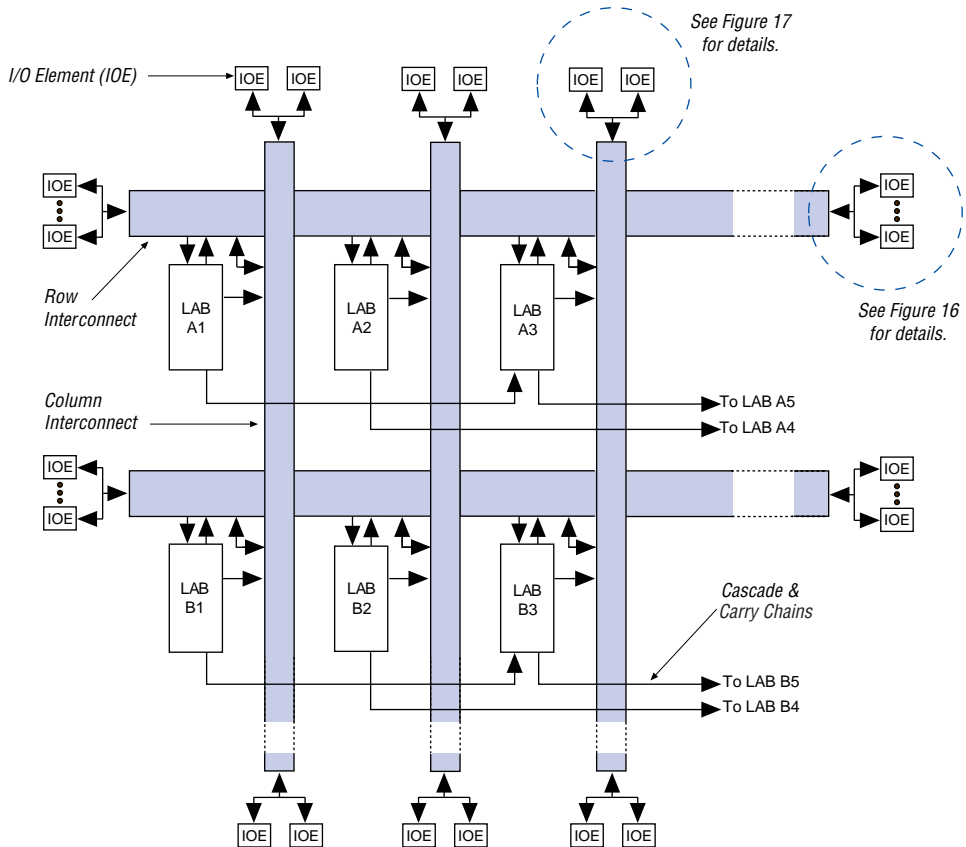 See Figure 17
for details.
I/O Element (IOE)
IOE IOE IOE IOE IOE IOE
IOE IOE
IOE IOE
Row
Interconnect
LAB
A1
LAB
A2
LAB
A3
See Figure 16
for details.
Column
Interconnect
To LAB A5
To LAB A4
IOE IOE
IOE IOE
LAB
B1
LAB
B2
LAB
B3
Cascade &
Carry Chains
To LAB B5
To LAB B4
IOE IOE IOE IOE IOE IOE